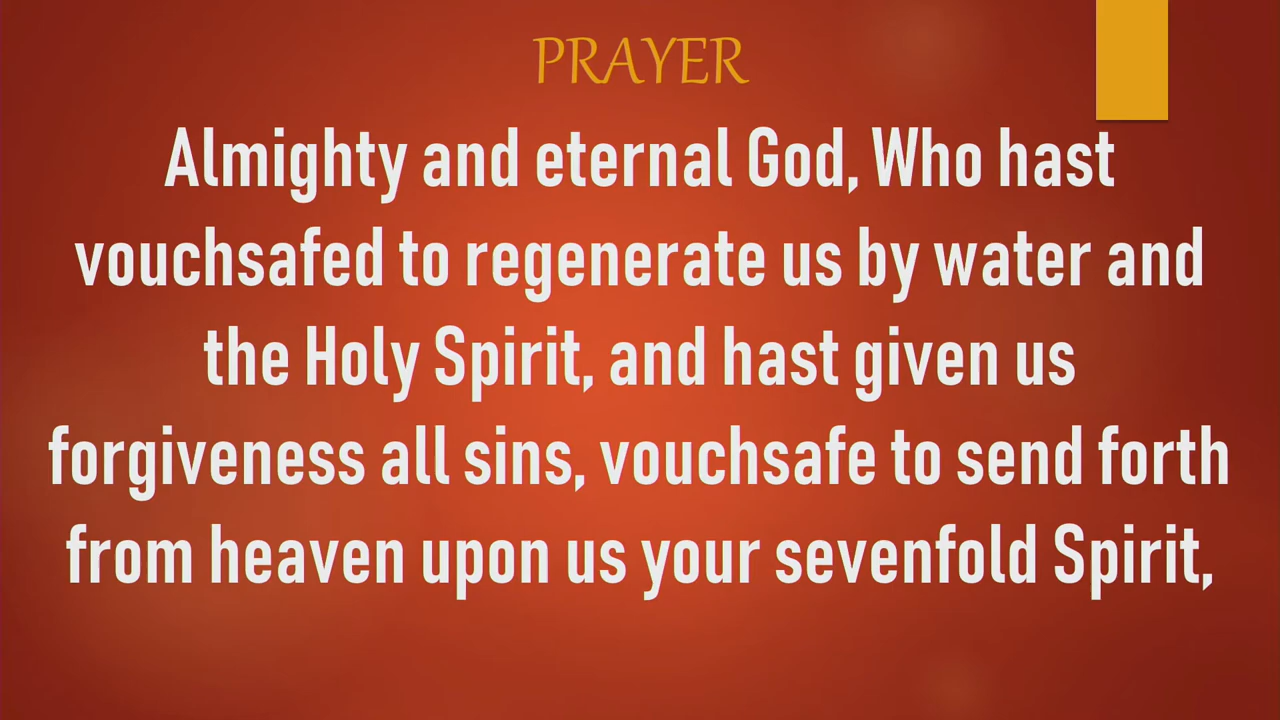 PRAYER
Almighty and eternal God, Who hast
vouchsafed to regenerate us by water and
the Holy Spirit, and hast given us
forgiveness all sins, vouchsafe to send forth
from heaven upon us your sevenfold Spirit,